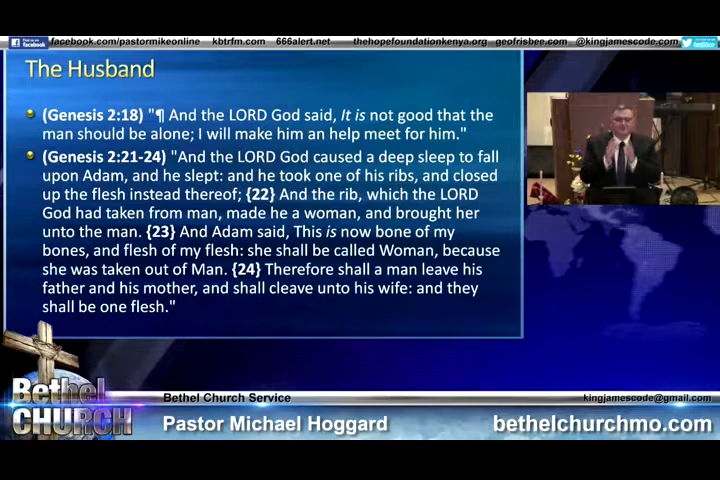 Find us on facebook
facebook.com/pastormikeonline kbtrfm.com 666alert.net thehopefoundationkenya.org geofrisbee.com @kingjamescode.com twitter
The Husband
(Genesis 2:18) "¶ And the LORD God said, It is not good that the
man should be alone; I will make him an help meet for him."
(Genesis 2:21-24) "And the LORD God caused a deep sleep to fall
upon Adam, and he slept: and he took one of his ribs, and closed
up the flesh instead thereof; {22} And the rib, which the LORD
God had taken from man, made he a woman, and brought her
unto the man. {23} And Adam said, This is now bone of my
bones, and flesh of my flesh: she shall be called Woman, because
she was taken out of Man. {24} Therefore shall a man leave his
father and his mother, and shall cleave unto his wife: and they
shall be one flesh."
Bethel
CHURCH
Bethel Church Service kingjamescode@gmail.com
Pastor Michael Hoggard bethelchurchmo.com